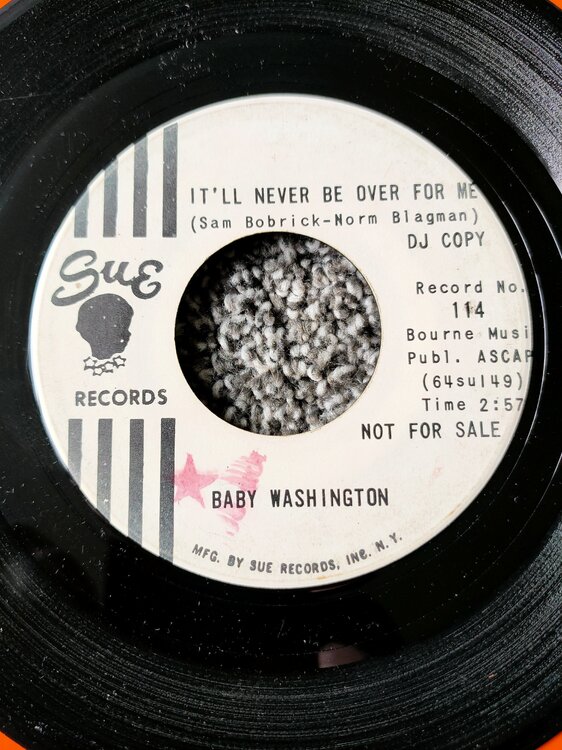 IT'LL NEVER BE OVER FOR ME
(Sam Bobrick-Norm Blagman)
DJ COPY
Sue
RECORDS
Record No.
114
Bourne Musi
Publ. ASCAP
(64su149)
Time 2:57
NOT FOR SALE
BABY WASHINGTON
MFG. BY SUE RECORDS, INC. N.Y.